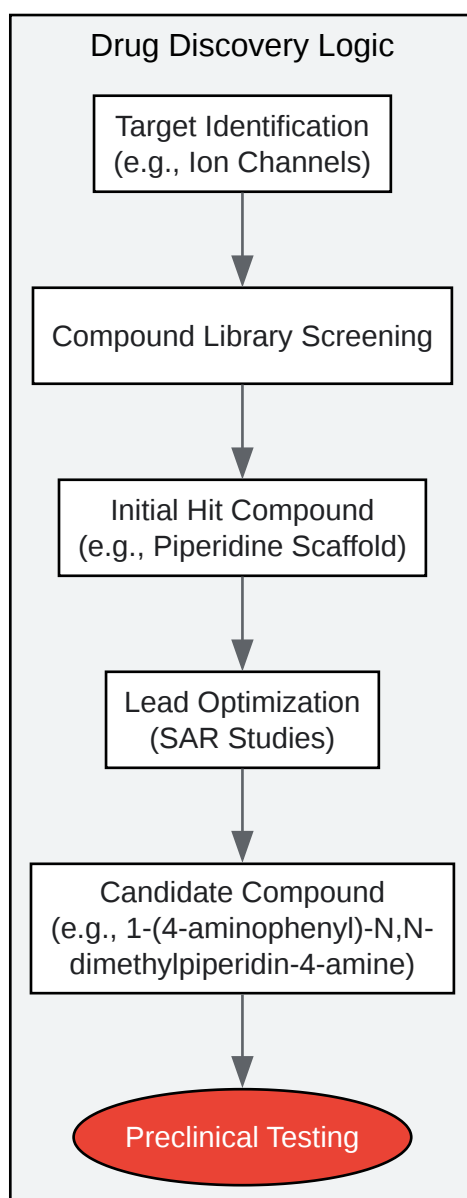 Drug Discovery Logic
Target Identification
(e.g., Ion Channels)
Compound Library Screening
Initial Hit Compound
(e.g., Piperidine Scaffold)
Lead Optimization
(SAR Studies)
Candidate Compound
(e.g., 1-(4-aminophenyl)-N,N-
dimethylpiperidin-4-amine)
Preclinical Testing